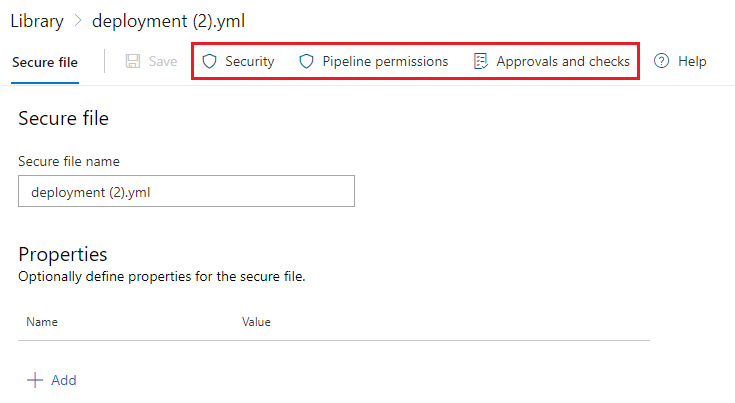 Library > deployment (2).yml
Secure file Save Security Pipeline permissions Approvals and checks Help
Secure file
Secure file name
deployment (2).yml
Properties
Optionally define properties for the secure file.
Name Value
+ Add